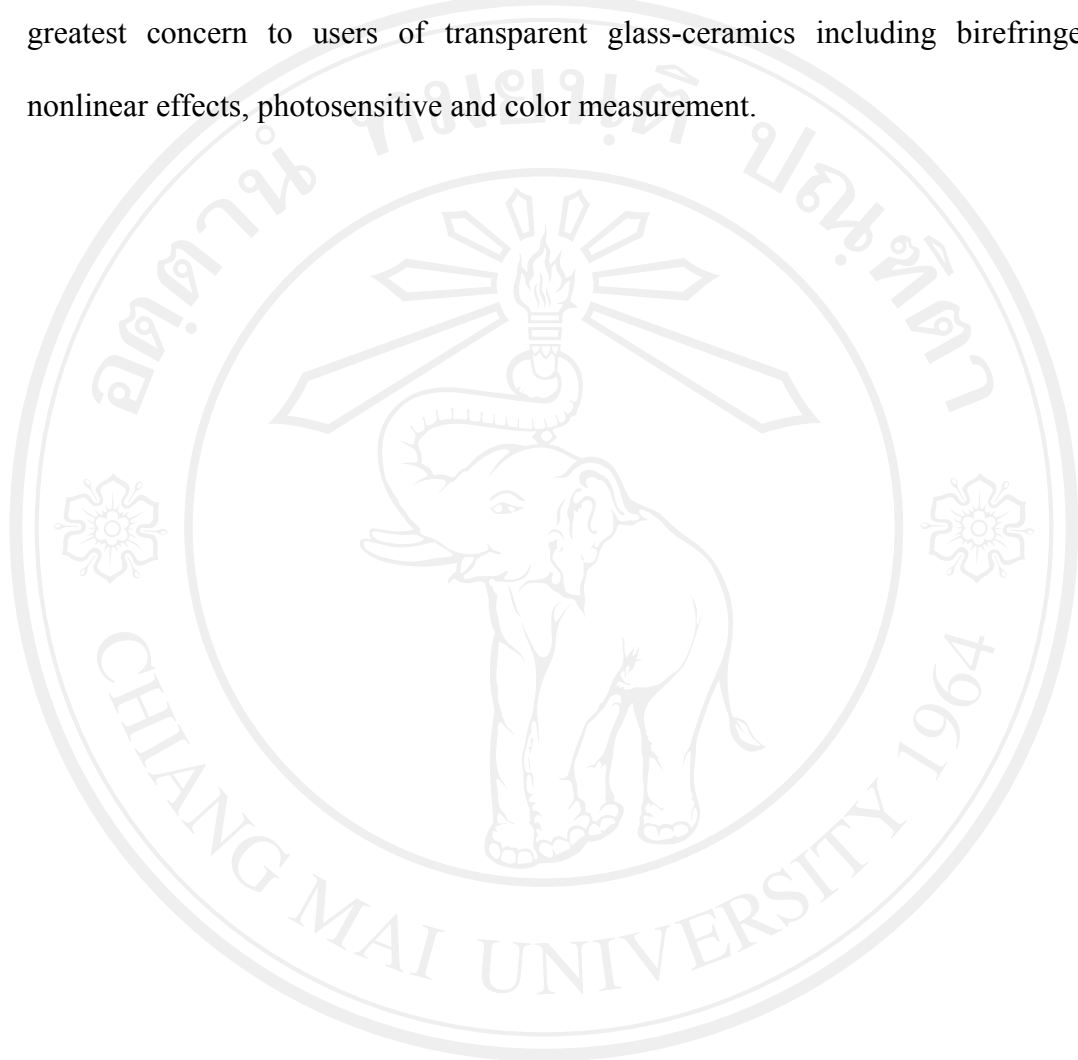 greatest concern to users of transparent glass-ceramics including birefringe
nonlinear effects, photosensitive and color measurement.
CHIANG MAI UNIVERSITY 1964